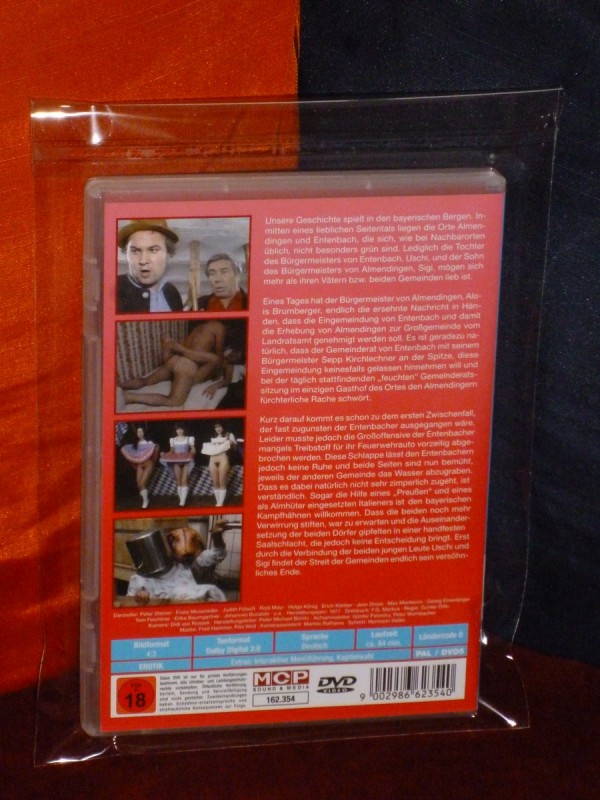 Unsere Geschichte spielt in den bayerischen Bergen. In-
mitten eines lieblichen Seitentals liegen die Orte Almen-
dingen und Entenbach, die sich, wie bei Nachbarorten
üblich, nicht besonders grün sind. Lediglich die Tochter
des Bürgermeisters von Entenbach, Uschi, und der Sohn
des Bürgermeisters von Almendingen, Sigi, mögen sich
mehr als ihren Vätern bzw. beiden Gemeinden lieb ist.
Eines Tages hat der Bürgermeister von Almendingen, Alo-
is Brumberger, endlich die ersehnte Nachricht in Hän-
den, dass die Eingemeindung von Entenbach und damit
die Erhebung von Almendingen zur Großgemeinde vom
Landratsamt genehmigt werden soll. Es ist geradezu na-
türlich, dass der Gemeinderat von Entenbach mit seinem
Bürgermeister Sepp Kirchlechner an der Spitze, diese
Eingemeindung keinesfalls gelassen hinnehmen will und
bei der täglich stattfindenden „feuchten" Gemeinderats-
sitzung im einzigen Gasthof des Ortes den Almendingern
fürchterliche Rache schwört.
Kurz darauf kommt es schon zu dem ersten Zwischenfall,
der fast zugunsten der Entenbacher ausgegangen wäre.
Leider musste jedoch die Großoffensive der Entenbacher
mangels Treibstoff für ihr Feuerwehrauto vorzeitig abge-
brochen werden. Diese Schlappe lässt den Entenbachern
jedoch keine Ruhe und beide Seiten sind nun bemüht,
jeweils der anderen Gemeinde das Wasser abzugraben.
Dass es dabei natürlich nicht sehr zimperlich zugeht, ist
verständlich. Sogar die Hilfe eines „Preußen" und eines
als Almhüter eingesetzten Italieners ist den bayerischen
Kampfhähnen willkommen. Dass die beiden noch mehr
Verwirrung stiften, war zu erwarten und die Auseinander-
setzung der beiden Dörfer gipfelten in einer handfesten
Saalschlacht, die jedoch keine Entscheidung bringt. Erst
durch die Verbindung der beiden jungen Leute Uschi und
Sigi findet der Streit der Gemeinden endlich sein versöhn-
liches Ende.
Darsteller: Peter Steiner
Bildformat
4:3
Tonformat
Dolby Digital 2.0
Sprache
Deutsch
Laufzeit
ca. 84 min.
Ländercode 0
EROTIK
Extras: Interaktive Menüführung, Kapitelwahl
PAL / DVD5
18
MCP
SOUND & MEDIA
162.354
DVD
VIDEO
9 002986 623540